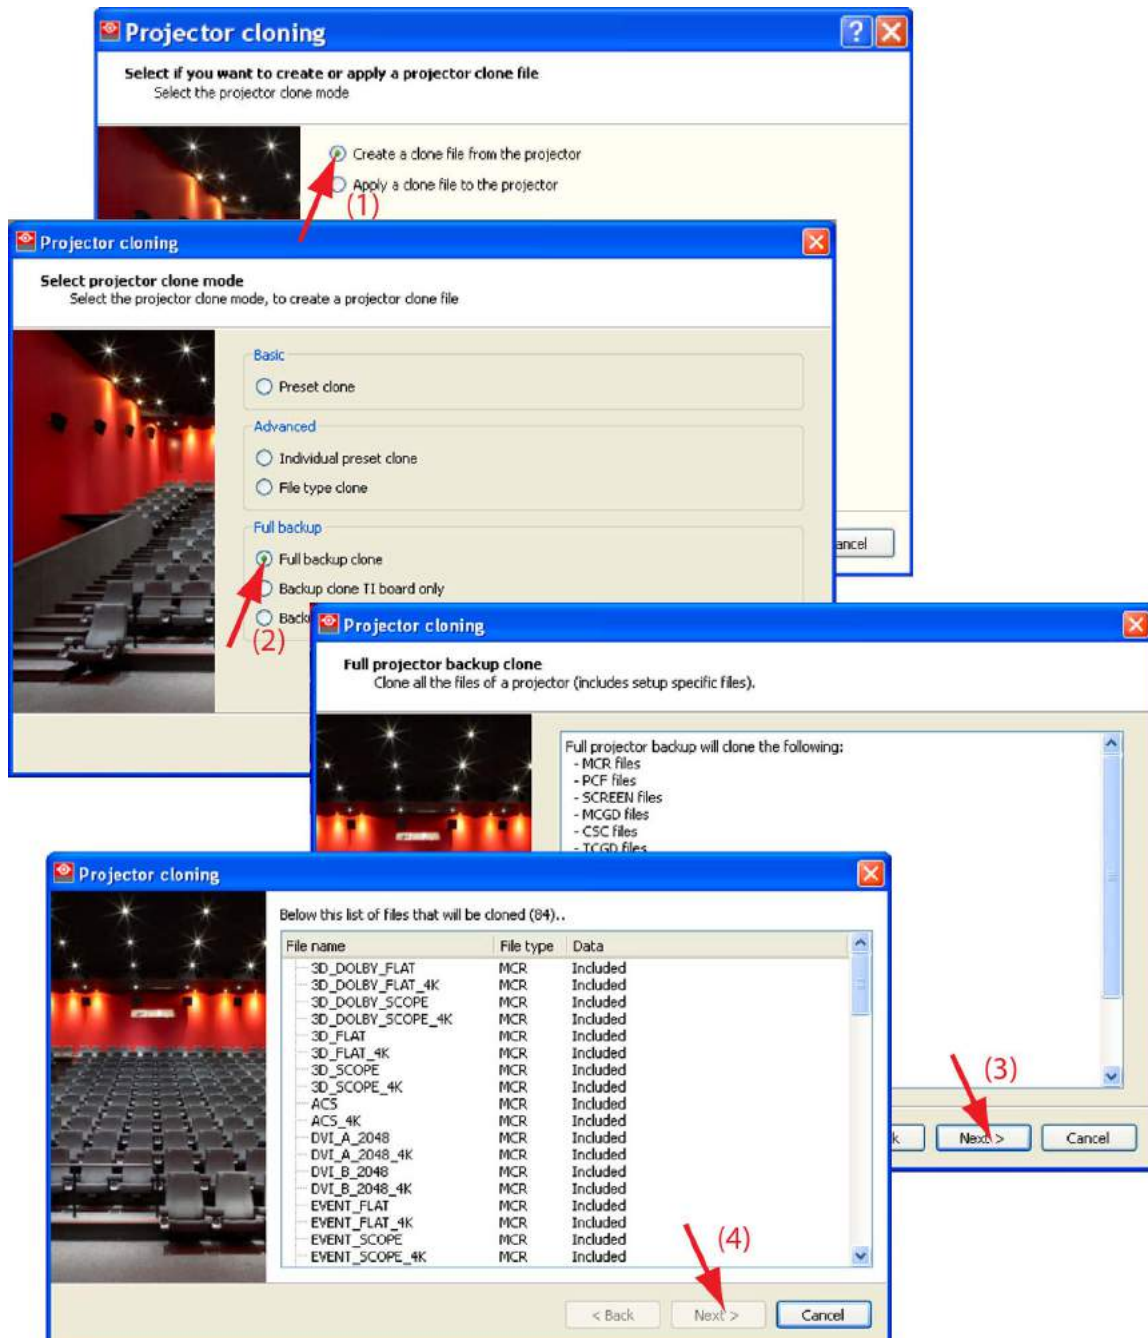 Projector cloning
Select if you want to create or apply a projector clone file
Select the projector clone mode
Create a clone file from the projector
Apply a clone file to the projector
(1)
Projector cloning
Select projector clone mode
Select the projector clone mode, to create a projector clone file
Basic
Preset clone
Advanced
Individual preset clone
File type clone
Full backup
Full backup clone
Backup clone TI board only
(2)
Projector cloning
Full projector backup clone
Clone all the files of a projector (includes setup specific files).
Full projector backup will clone the following:
- MCR files
- PCF files
- SCREEN files
- MCGD files
- CSC files
- TCGD files
(3)
Next > Cancel
Projector cloning
Below this list of files that will be cloned (84)..
File name File type Data
3D_DOLBY_FLAT MCR Included
3D_DOLBY_FLAT_4K MCR Included
3D_DOLBY_SCOPE MCR Included
3D_DOLBY_SCOPE_4K MCR Included
3D_FLAT MCR Included
3D_FLAT_4K MCR Included
3D_SCOPE MCR Included
3D_SCOPE_4K MCR Included
ACS MCR Included
ACS_4K MCR Included
DVI_A_2048 MCR Included
DVI_A_2048_4K MCR Included
DVI_B_2048 MCR Included
DVI_B_2048_4K MCR Included
EVENT_FLAT MCR Included
EVENT_FLAT_4K MCR Included
EVENT_SCOPE MCR Included
EVENT_SCOPE_4K MCR Included
(4)
< Back Next > Cancel